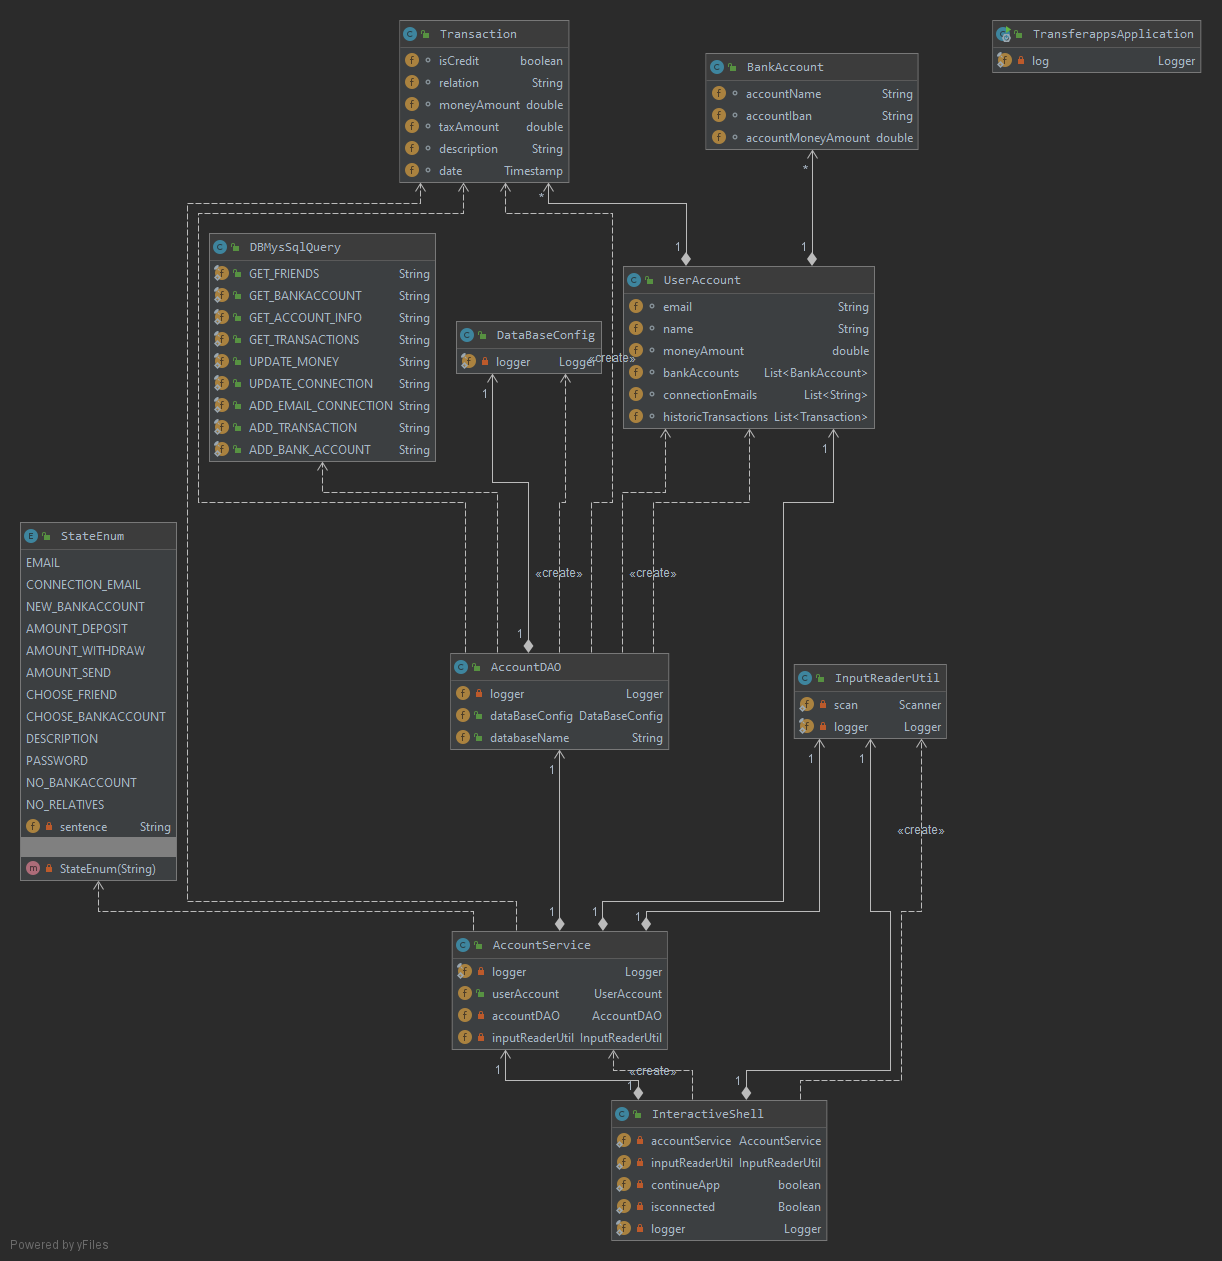 Transaction
isCredit boolean
relation String
moneyAmount double
taxAmount double
description String
date Timestamp
*
BankAccount
accountName String
accountIban String
accountMoneyAmount double
*
TransferappsApplication
log Logger
1
1
DBMysSqlQuery
GET_FRIENDS String
GET_BANKACCOUNT String
GET_ACCOUNT_INFO String
GET_TRANSACTIONS String
UPDATE_MONEY String
UPDATE_CONNECTION String
ADD_EMAIL_CONNECTION String
ADD_TRANSACTION String
ADD_BANK_ACCOUNT String
DataBaseConfig
logger Logger
«create»
1
UserAccount
email String
name String
moneyAmount double
bankAccounts List<BankAccount>
connectionEmails List<String>
historicTransactions List<Transaction>
1
StateEnum
EMAIL
CONNECTION_EMAIL
NEW_BANKACCOUNT
AMOUNT_DEPOSIT
AMOUNT_WITHDRAW
AMOUNT_SEND
CHOOSE_FRIEND
CHOOSE_BANKACCOUNT
DESCRIPTION
PASSWORD
NO_BANKACCOUNT
NO_RELATIVES
sentence String
StateEnum(String)
«create»
«create»
1
AccountDAO
logger Logger
dataBaseConfig DataBaseConfig
databaseName String
1
InputReaderUtil
scan Scanner
logger Logger
1
1
«create»
1
1
1
AccountService
logger Logger
userAccount UserAccount
accountDAO AccountDAO
inputReaderUtil InputReaderUtil
1
«create»
1
1
InteractiveShell
accountService AccountService
inputReaderUtil InputReaderUtil
continueApp boolean
isconnected Boolean
logger Logger
Powered by yFiles